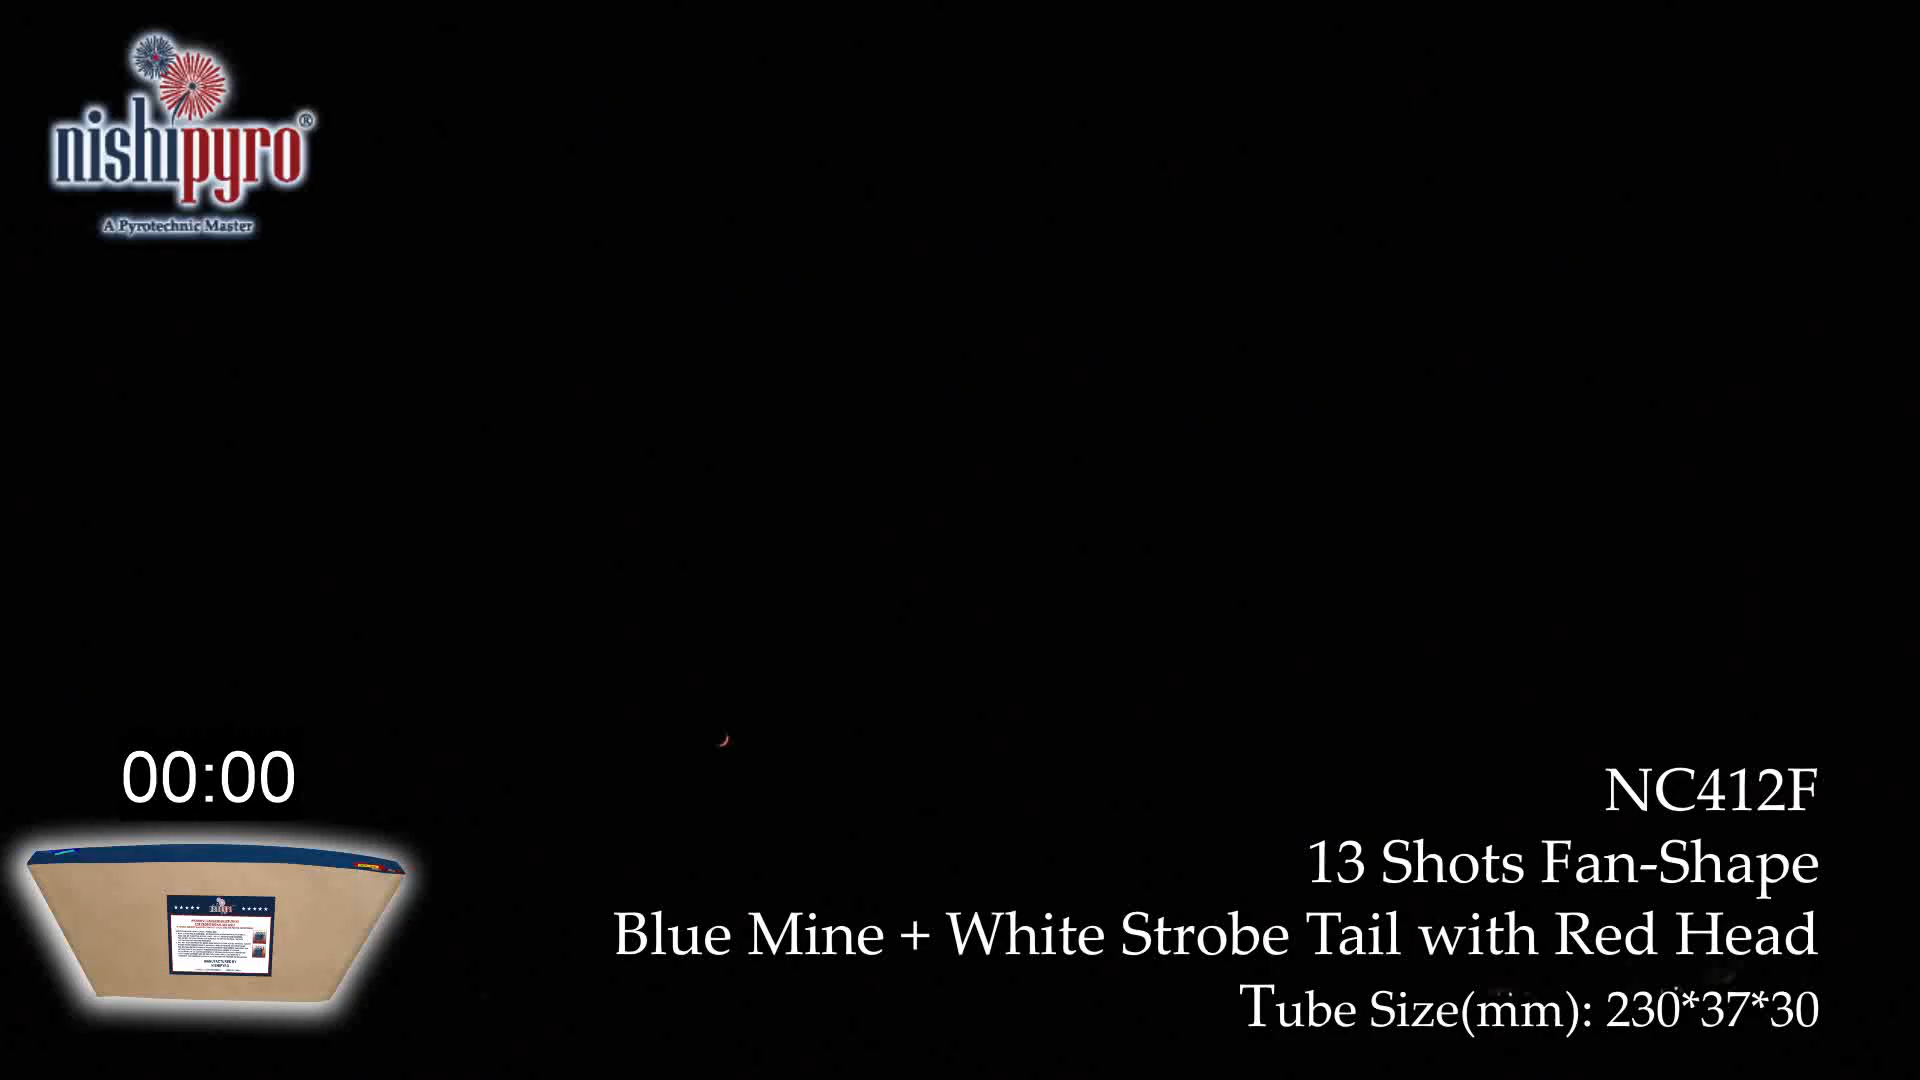 nishipyro®
A Pyrotechnic Master
00:00
NC412F
13 Shots Fan-Shape
Blue Mine + White Strobe Tail with Red Head
Tube Size(mm): 230*37*30